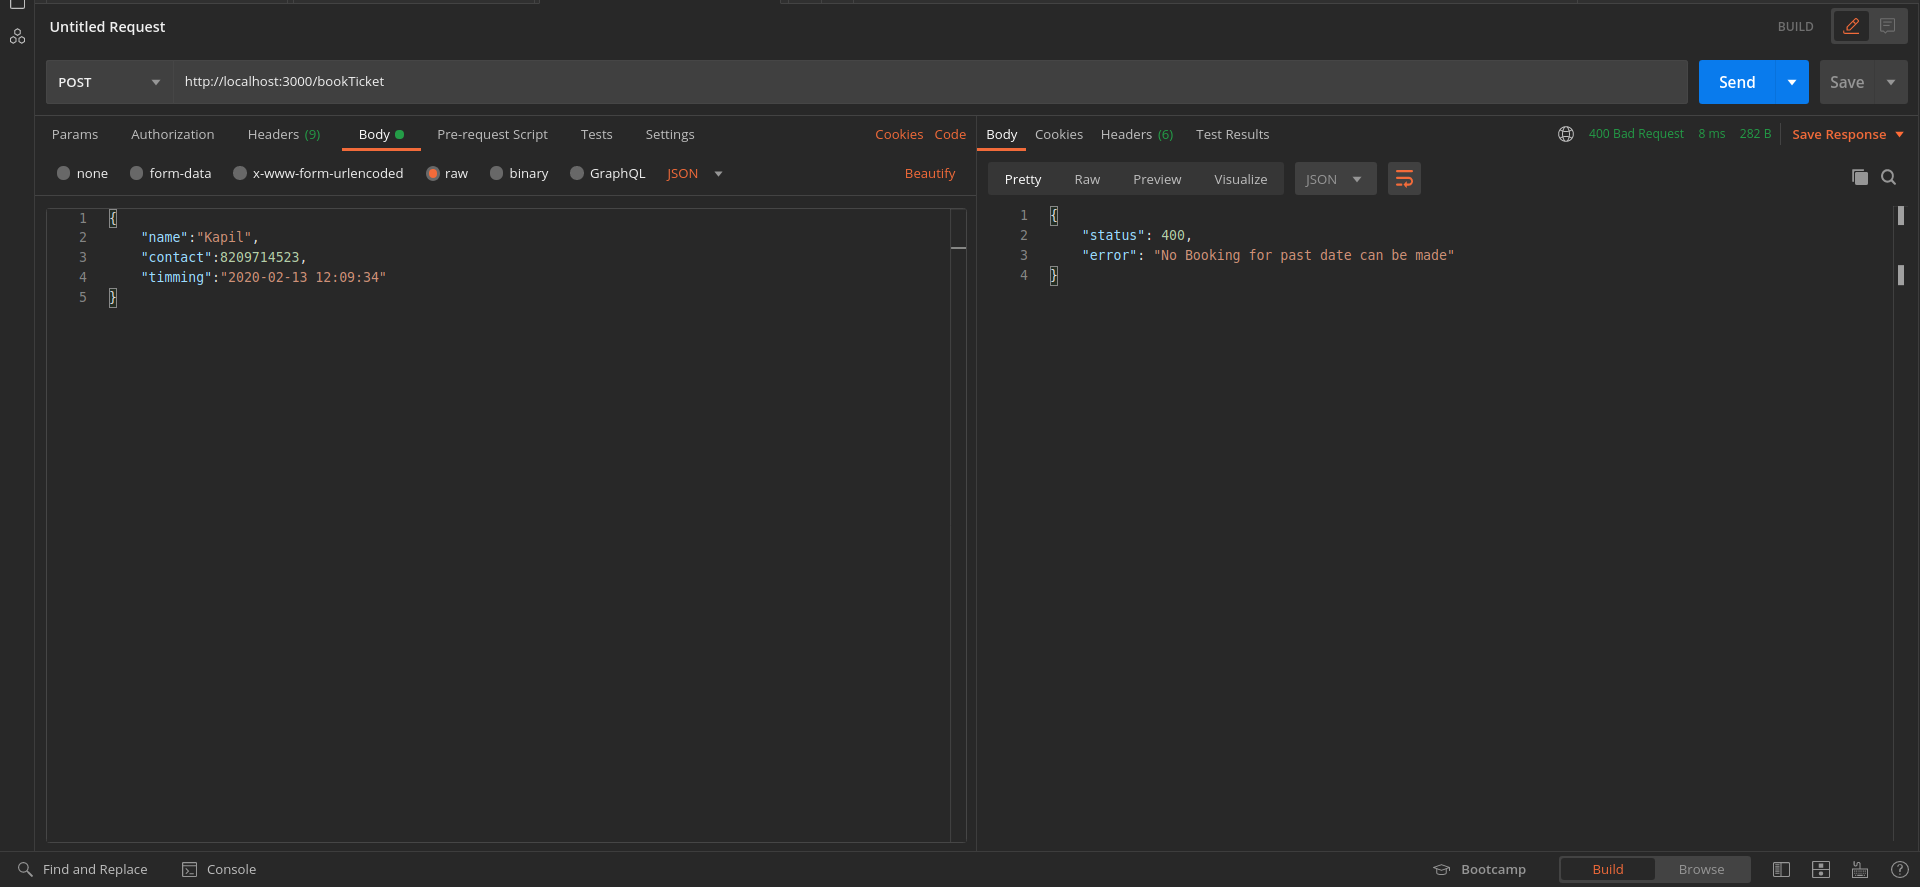 Untitled Request
BUILD
POST
http://localhost:3000/bookTicket
Send
Save
Params Authorization Headers (9) Body Pre-request Script Tests Settings Cookies Code
none form-data x-www-form-urlencoded raw binary GraphQL JSON Beautify
1 {
2 "name":"Kapil",
3 "contact":8209714523,
4 "timming":"2020-02-13 12:09:34"
5 }
Body Cookies Headers (6) Test Results 400 Bad Request 8 ms 282 B Save Response
Pretty Raw Preview Visualize JSON
1 {
2 "status": 400,
3 "error": "No Booking for past date can be made"
4 }
Find and Replace Console Bootcamp Build Browse